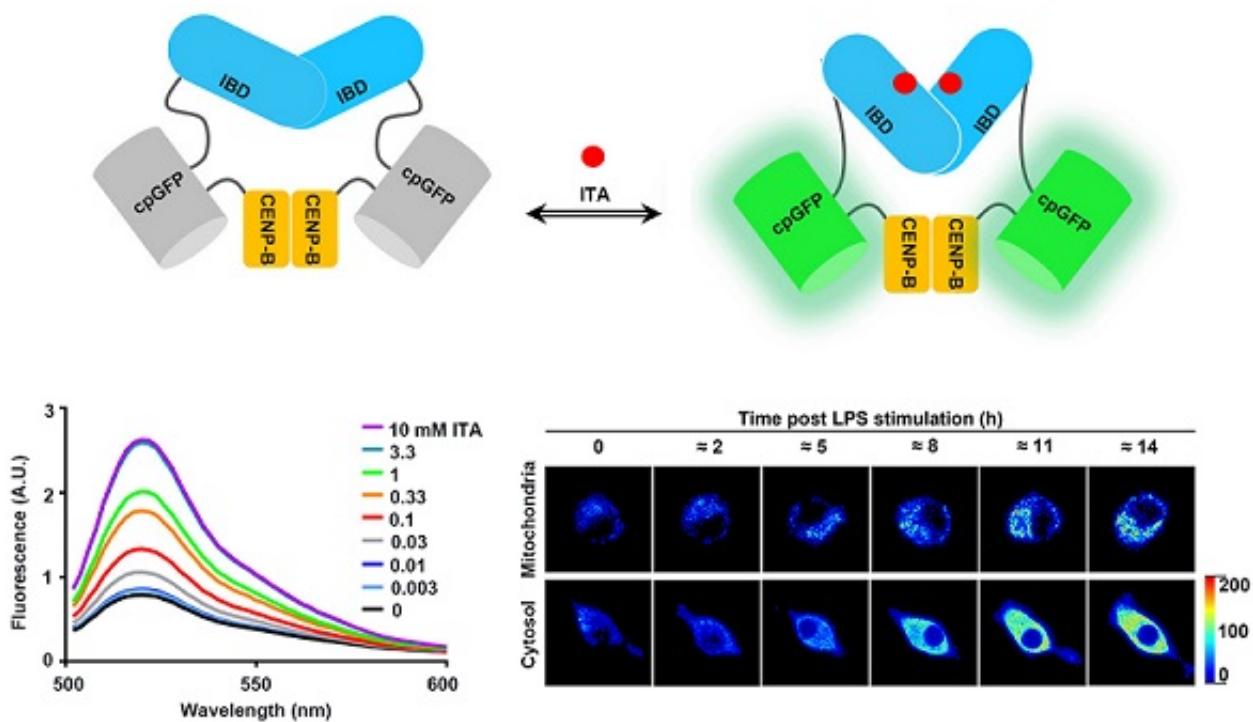 IBD
IBD
cpGFP
cpGFP
CENP-B
CENP-B
ITA
IBD
IBD
cpGFP
cpGFP
CENP-B
CENP-B
3
2
1
0
Fluorescence (A.U.)
500
550
600
Wavelength (nm)
10 mM ITA
3.3
1
0.33
0.1
0.03
0.01
0.003
0
Time post LPS stimulation (h)
0 ≈ 2 ≈ 5 ≈ 8 ≈ 11 ≈ 14
Mitochondria
Cytosol
200
100
0